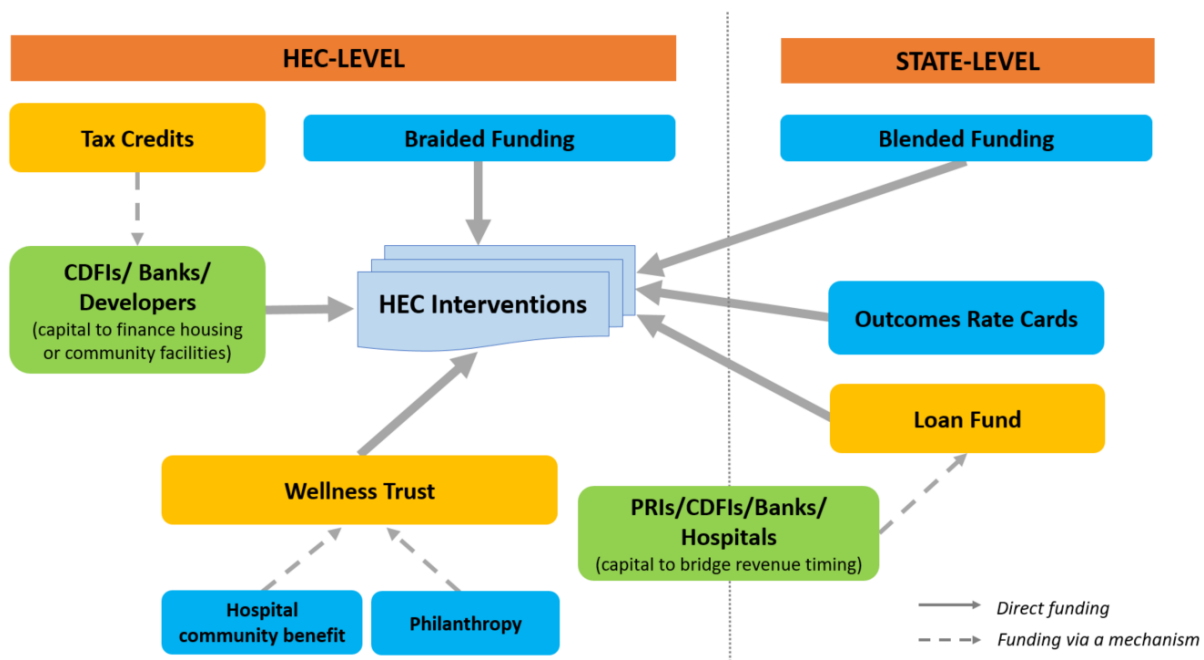 HEC-LEVEL
STATE-LEVEL
Tax Credits
Braided Funding
Blended Funding
CDFIs/ Banks/
Developers
(capital to finance housing
or community facilities)
HEC Interventions
Outcomes Rate Cards
Loan Fund
Wellness Trust
PRIs/CDFIs/Banks/
Hospitals
(capital to bridge revenue timing)
Hospital
community benefit
Philanthropy
Direct funding
Funding via a mechanism